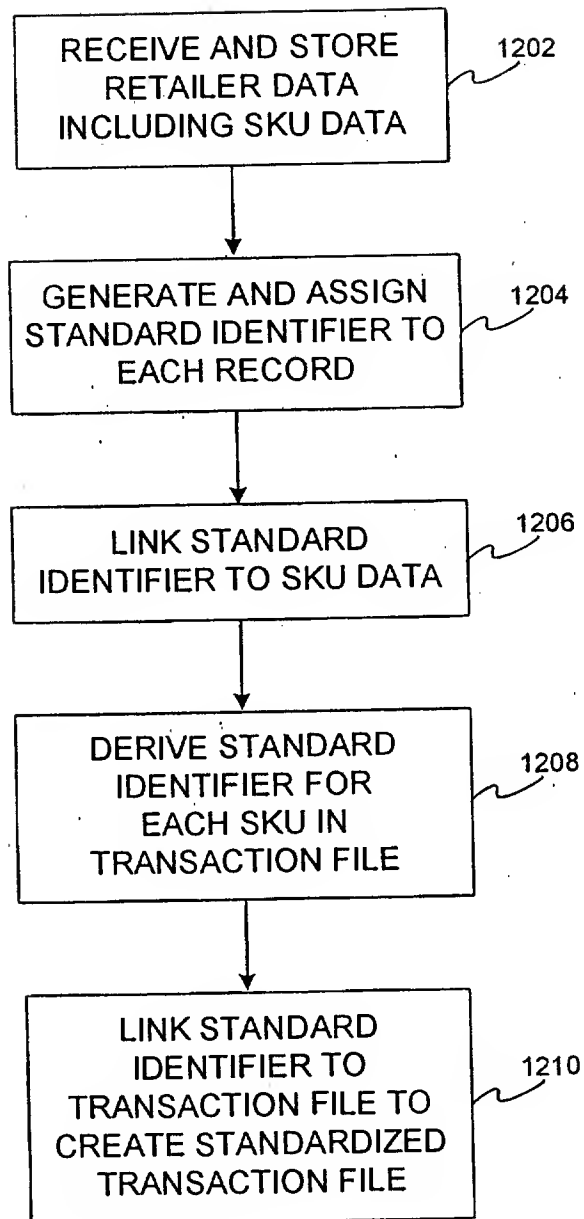 RECEIVE AND STORE
RETAILER DATA
INCLUDING SKU DATA
1202
GENERATE AND ASSIGN
STANDARD IDENTIFIER TO
EACH RECORD
1204
LINK STANDARD
IDENTIFIER TO SKU DATA
1206
DERIVE STANDARD
IDENTIFIER FOR
EACH SKU IN
TRANSACTION FILE
1208
LINK STANDARD
IDENTIFIER TO
TRANSACTION FILE TO
CREATE STANDARDIZED
TRANSACTION FILE
1210